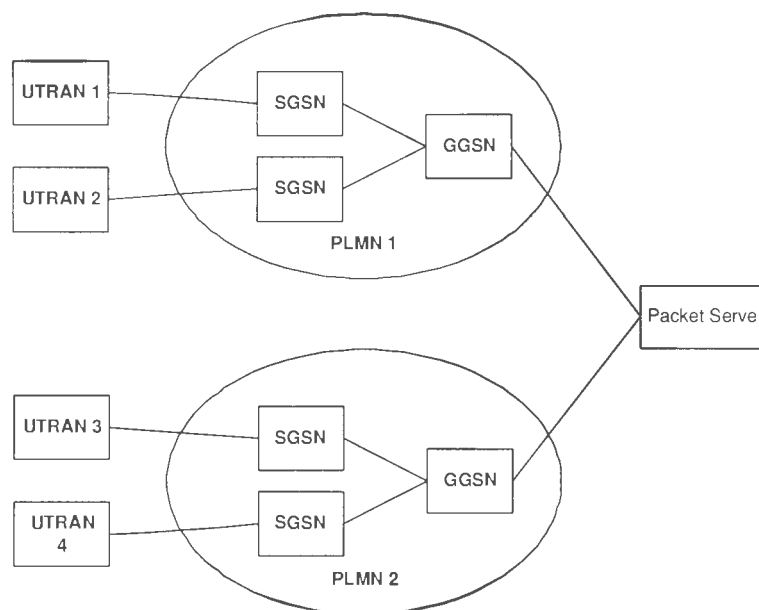 UTRAN 1
SGSN
GGSN
UTRAN 2
SGSN
PLMN 1
Packet Serve
UTRAN 3
SGSN
GGSN
UTRAN
4
SGSN
PLMN 2